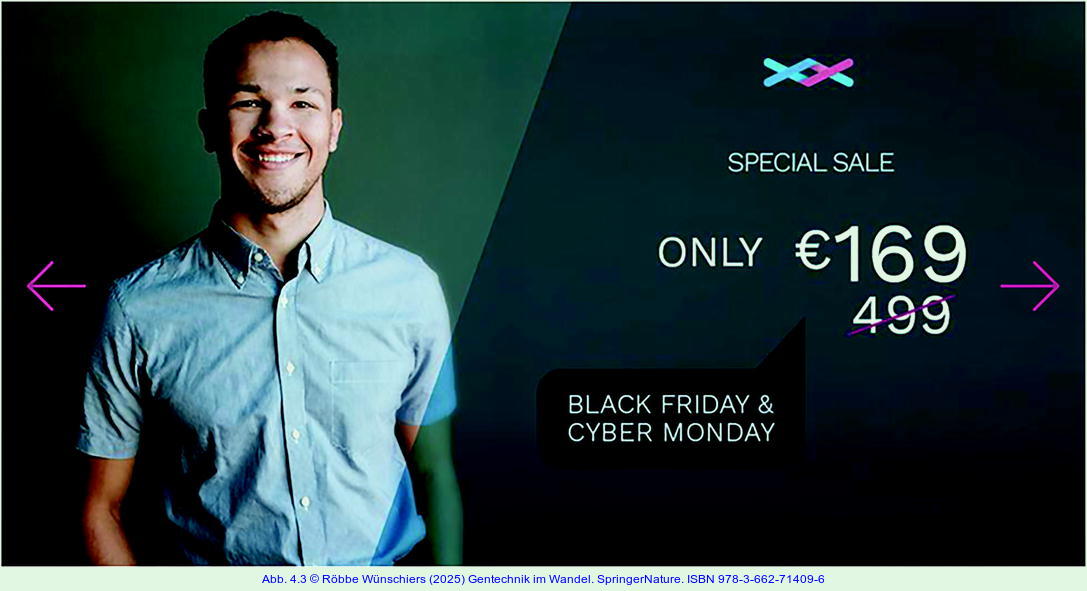 SPECIAL SALE
ONLY €169
499
BLACK FRIDAY &
CYBER MONDAY
Abb. 4.3 © Röbbe Wünschiers (2025) Gentechnik im Wandel. SpringerNature. ISBN 978-3-662-71409-6